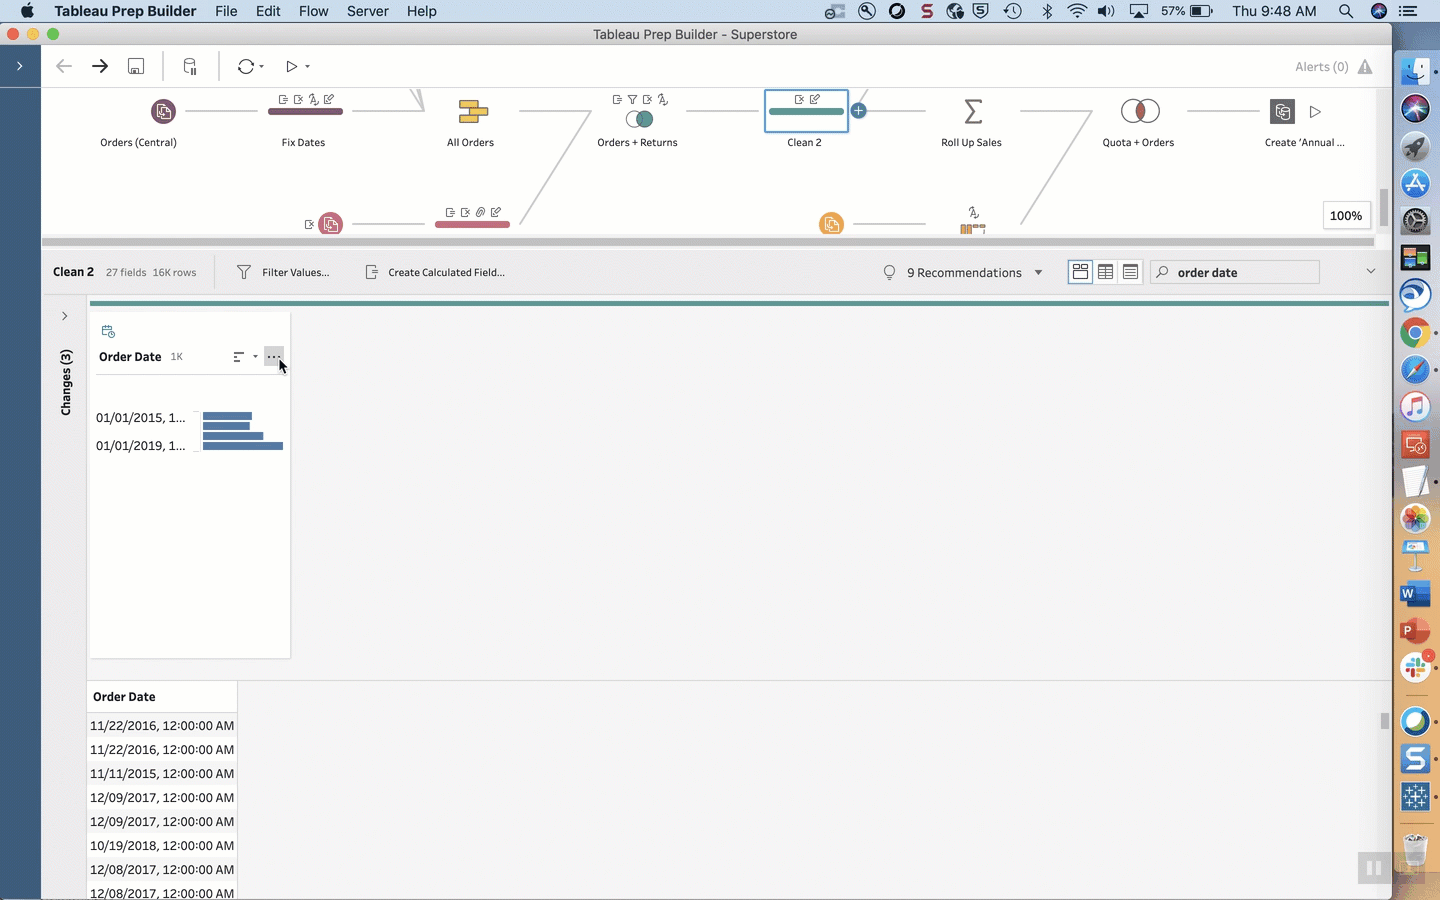 Tableau Prep Builder File Edit Flow Server Help 57% Thu 9:48 AM
Tableau Prep Builder - Superstore
Alerts (0)
Orders (Central) Fix Dates All Orders Orders + Returns Clean 2 Roll Up Sales Quota + Orders Create 'Annual ...
100%
Clean 2 27 fields 16K rows Filter Values... Create Calculated Field... 9 Recommendations order date
Changes (3)
Order Date 1K
01/01/2015, 1...
01/01/2019, 1...
Order Date
11/22/2016, 12:00:00 AM
11/22/2016, 12:00:00 AM
11/11/2015, 12:00:00 AM
12/09/2017, 12:00:00 AM
12/09/2017, 12:00:00 AM
10/19/2018, 12:00:00 AM
12/08/2017, 12:00:00 AM
12/08/2017, 12:00:00 AM